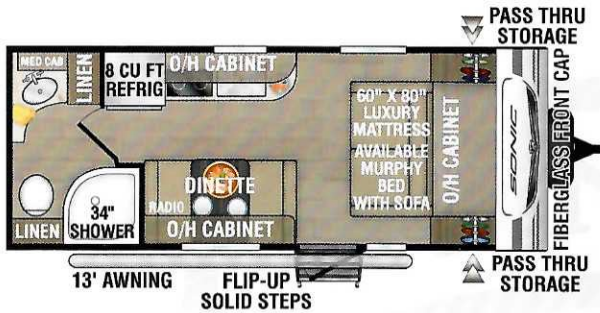 PASS THRU
STORAGE
MED CAB
LINEN
8 CU FT
REFRIG
O/H CABINET
60" X 80"
LUXURY
MATTRESS
AVAILABLE
MURPHY
BED
WITH SOFA
O/H CABINET
SONIC
FIBERGLASS FRONT CAP
DINETTE
RADIO
O/H CABINET
34"
SHOWER
LINEN
13' AWNING
FLIP-UP
SOLID STEPS
PASS THRU
STORAGE